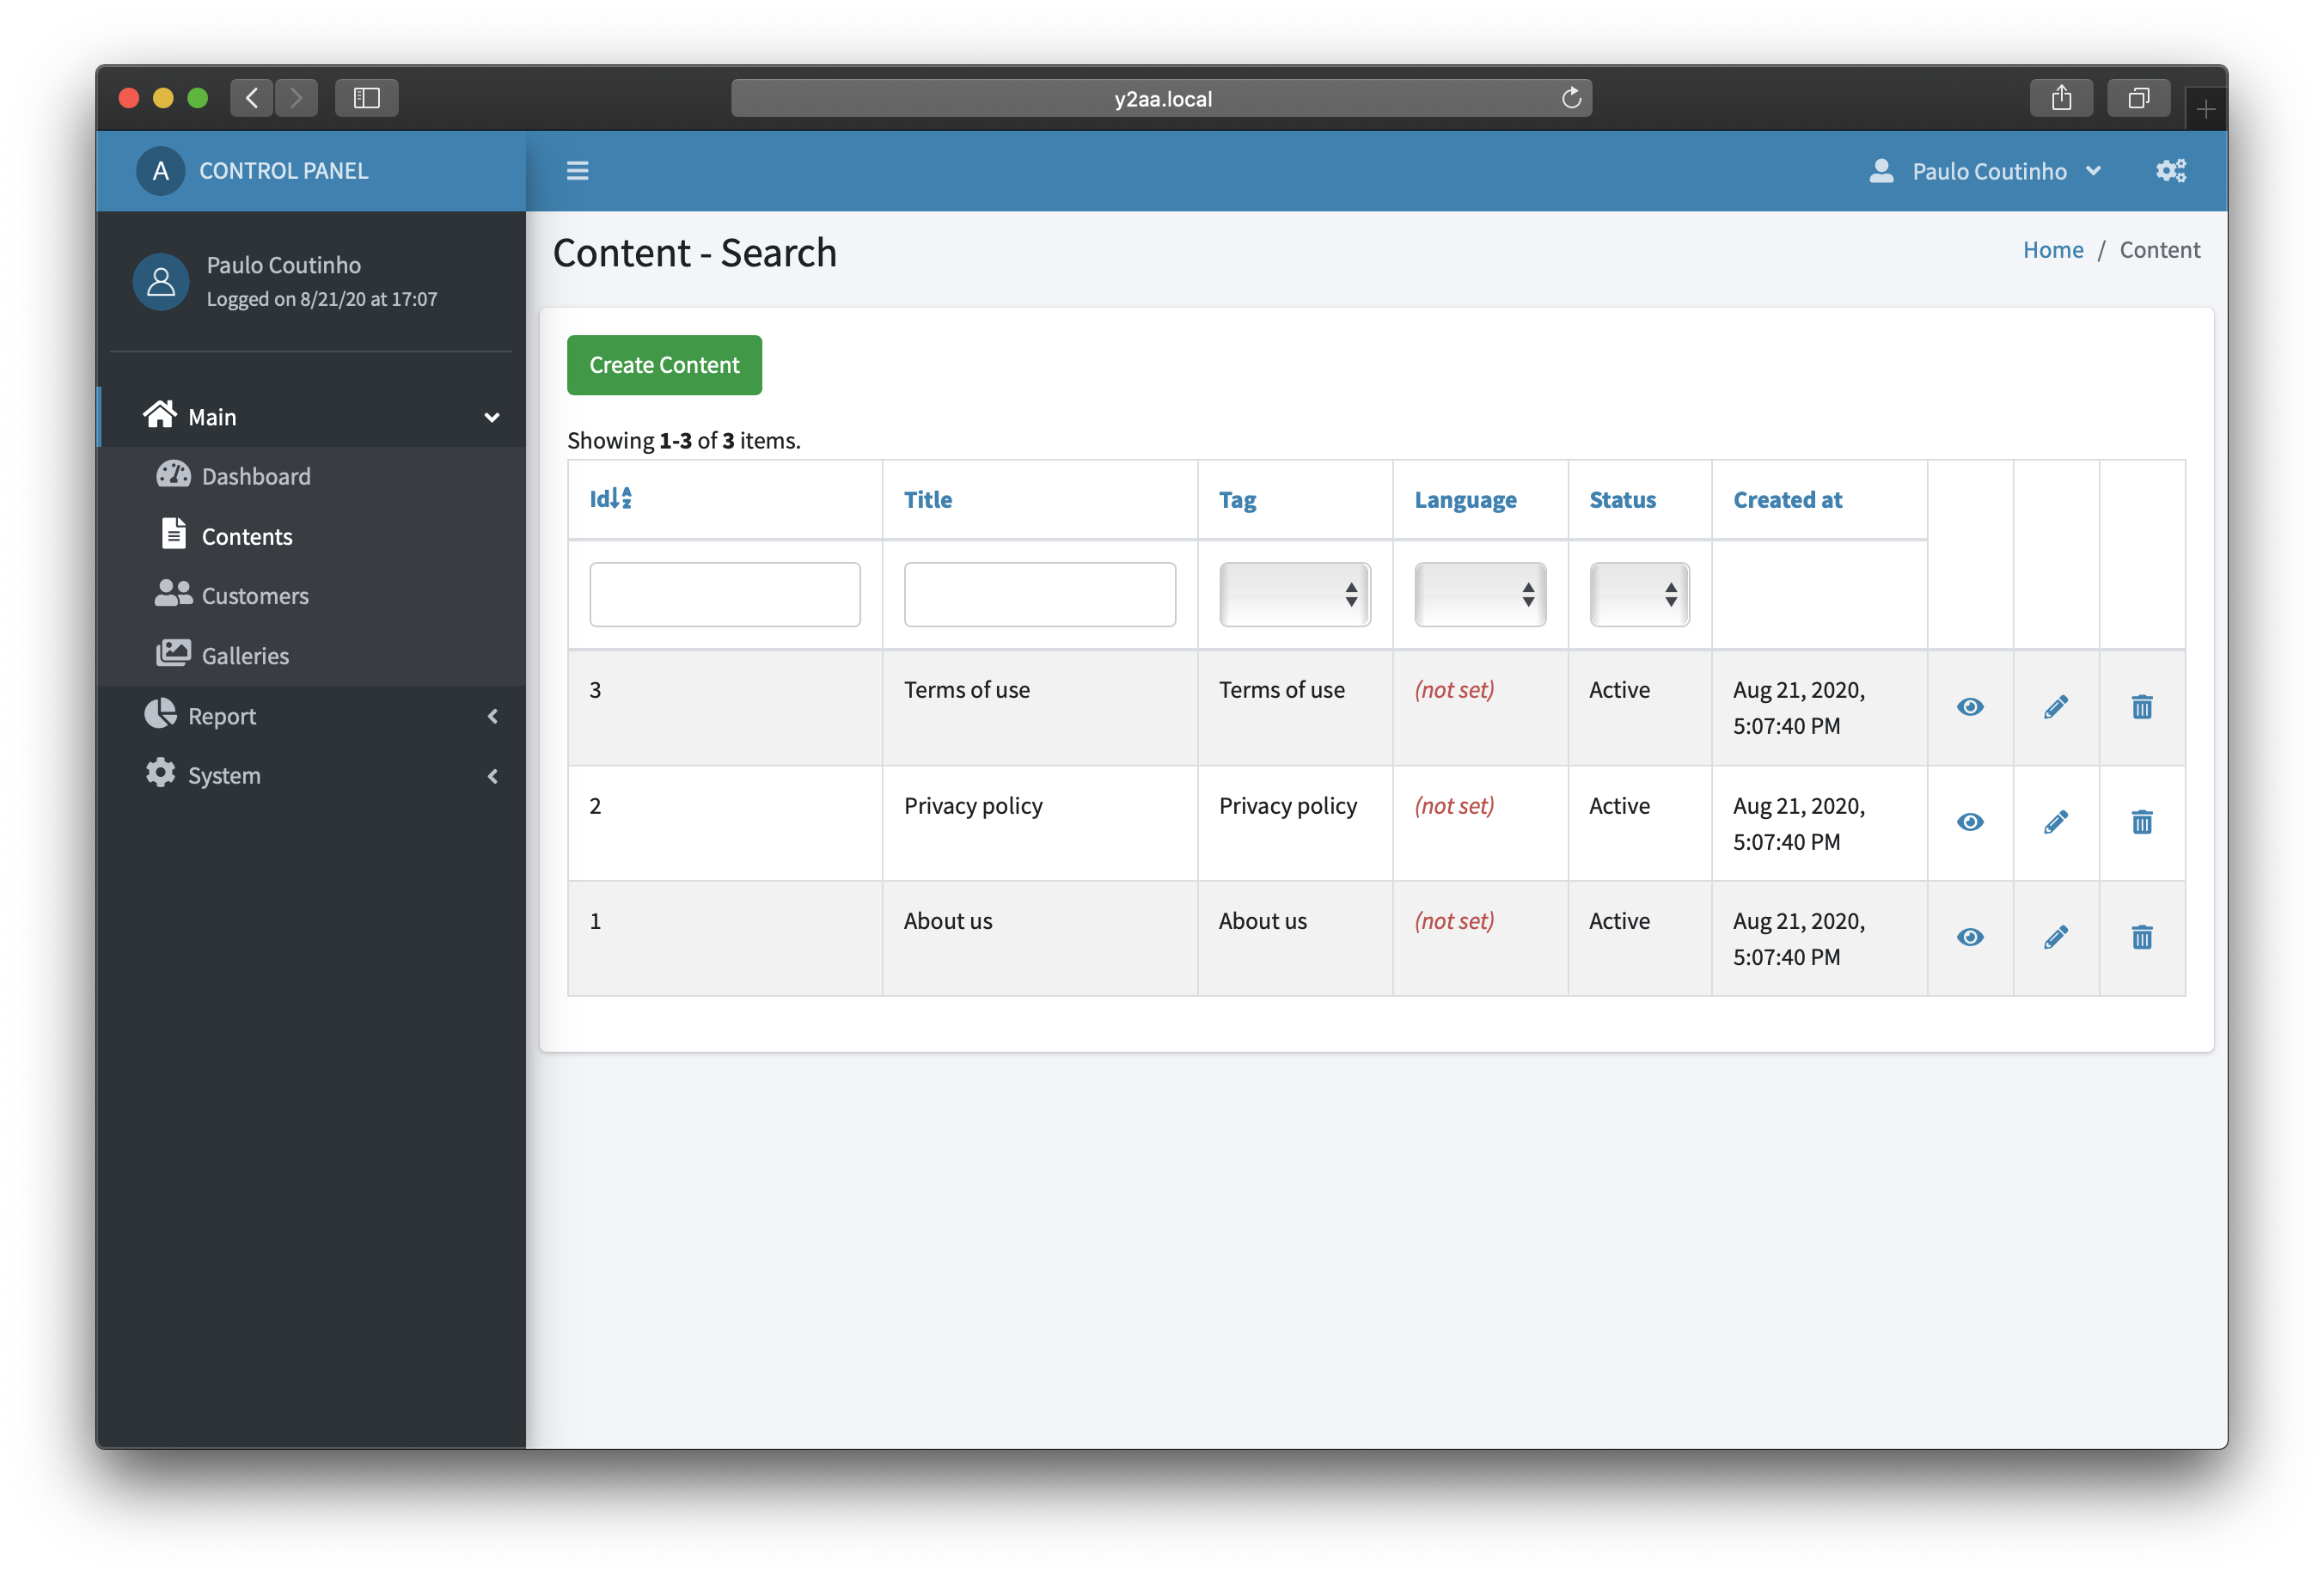 y2aa.local
A CONTROL PANEL
Paulo Coutinho
Paulo Coutinho
Logged on 8/21/20 at 17:07
Main
Dashboard
Contents
Customers
Galleries
Report
System
Content - Search
Home / Content
Create Content
Showing 1-3 of 3 items.
Id Title Tag Language Status Created at
3 Terms of use Terms of use (not set) Active Aug 21, 2020,
5:07:40 PM
2 Privacy policy Privacy policy (not set) Active Aug 21, 2020,
5:07:40 PM
1 About us About us (not set) Active Aug 21, 2020,
5:07:40 PM